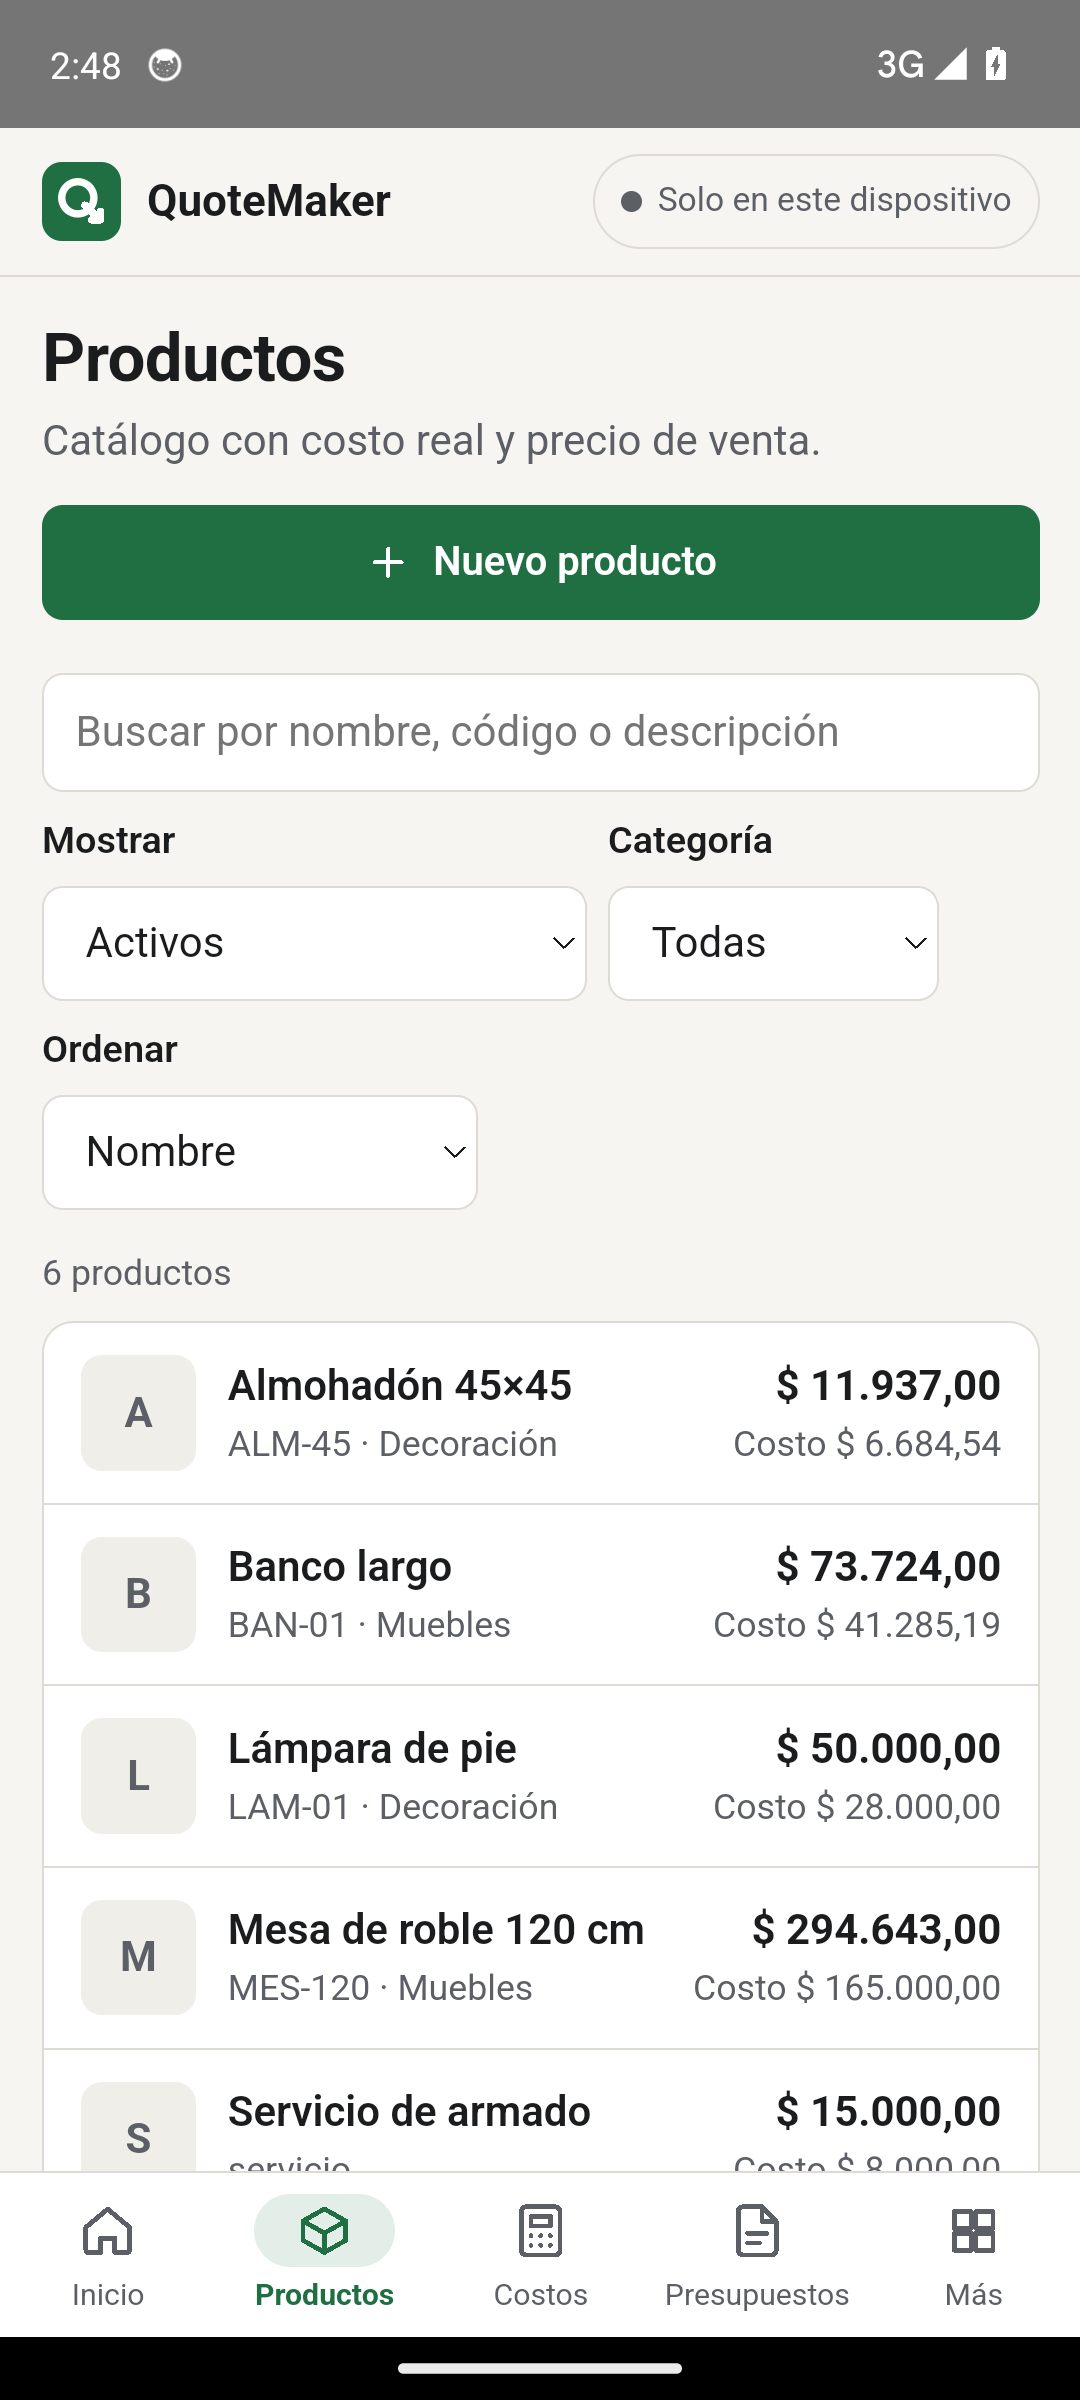 2:48
3G
QuoteMaker
Solo en este dispositivo
Productos
Catálogo con costo real y precio de venta.
Nuevo producto
Buscar por nombre, código o descripción
Mostrar
Categoría
Activos
Todas
Ordenar
Nombre
6 productos
A
Almohadón 45×45
$ 11.937,00
ALM-45 · Decoración
Costo $ 6.684,54
B
Banco largo
$ 73.724,00
BAN-01 · Muebles
Costo $ 41.285,19
L
Lámpara de pie
$ 50.000,00
LAM-01 · Decoración
Costo $ 28.000,00
M
Mesa de roble 120 cm
$ 294.643,00
MES-120 · Muebles
Costo $ 165.000,00
S
Servicio de armado
$ 15.000,00
servicio
Costo $ 8.000,00
Inicio
Productos
Costos
Presupuestos
Más